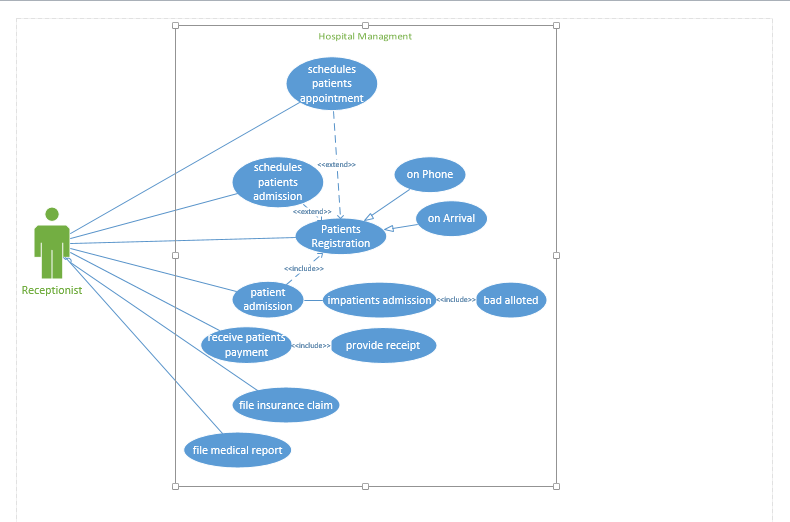 Hospital Managment
schedules
patients
appointment
<<extend>>
schedules
patients
admission
on Phone
<<extend>>
on Arrival
Patients
Registration
<<include>>
Receptionist
patient
admission
impatients admission
<<include>>
bad alloted
receive patients
payment
<<include>>
provide receipt
file insurance claim
file medical report